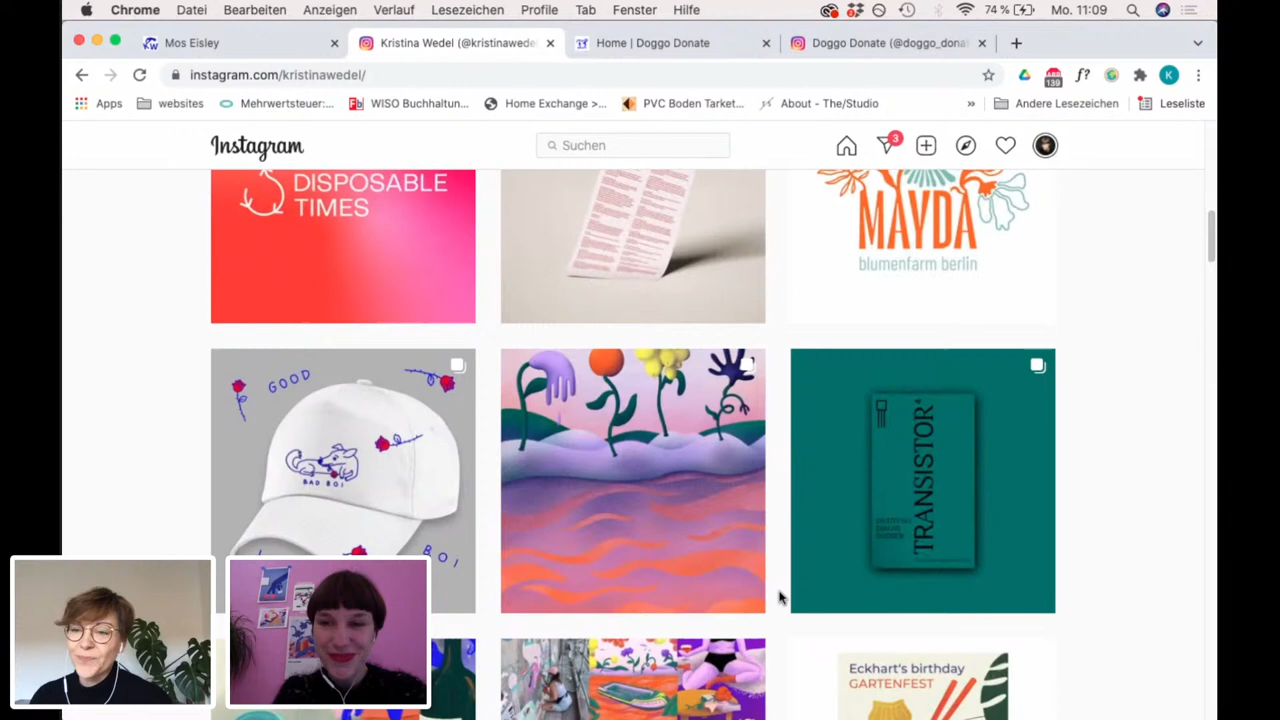 Chrome Datei Bearbeiten Anzeigen Verlauf Lesezeichen Profile Tab Fenster Hilfe 74 % Mo. 11:09
Mos Eisley
Kristina Wedel (@kristinawede
Home | Doggo Donate
Doggo Donate (@doggo_dona
instagram.com/kristinawedel/
139
f?
K
Apps
websites
Mehrwertsteuer:...
WISO Buchhaltun...
Home Exchange >...
PVC Boden Tarket...
About - The/Studio
»
Andere Lesezeichen
Leseliste
Instagram
Suchen
3
DISPOSABLE
TIMES
MAYDA
blumenfarm berlin
GOOD
BAD BOI
BOI
TRANSISTOR*
Eckhart's birthday
GARTENFEST